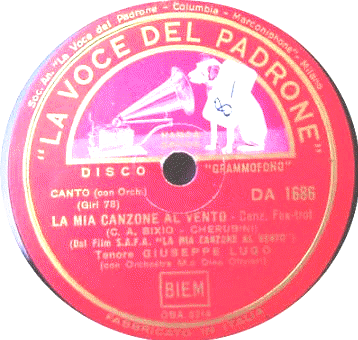 Soc. An. "La Voce del Padrone - Columbia - Marconiphone" - Milano
"LA VOCE DEL PADRONE"
DISCO "GRAMMOFONO"
CANTO (con Orch.)
(Giri 78)
DA 1686
LA MIA CANZONE AL VENTO - Canz. Fox-trot
(C. A. BIXIO - CHERUBINI)
(Dal Film S.A.F.A. "LA MIA CANZONE AL VENTO")
Tenore GIUSEPPE LUGO
(con Orchestra M.o Dino Olivieri)
BIEM
FABBRICATO IN ITALIA